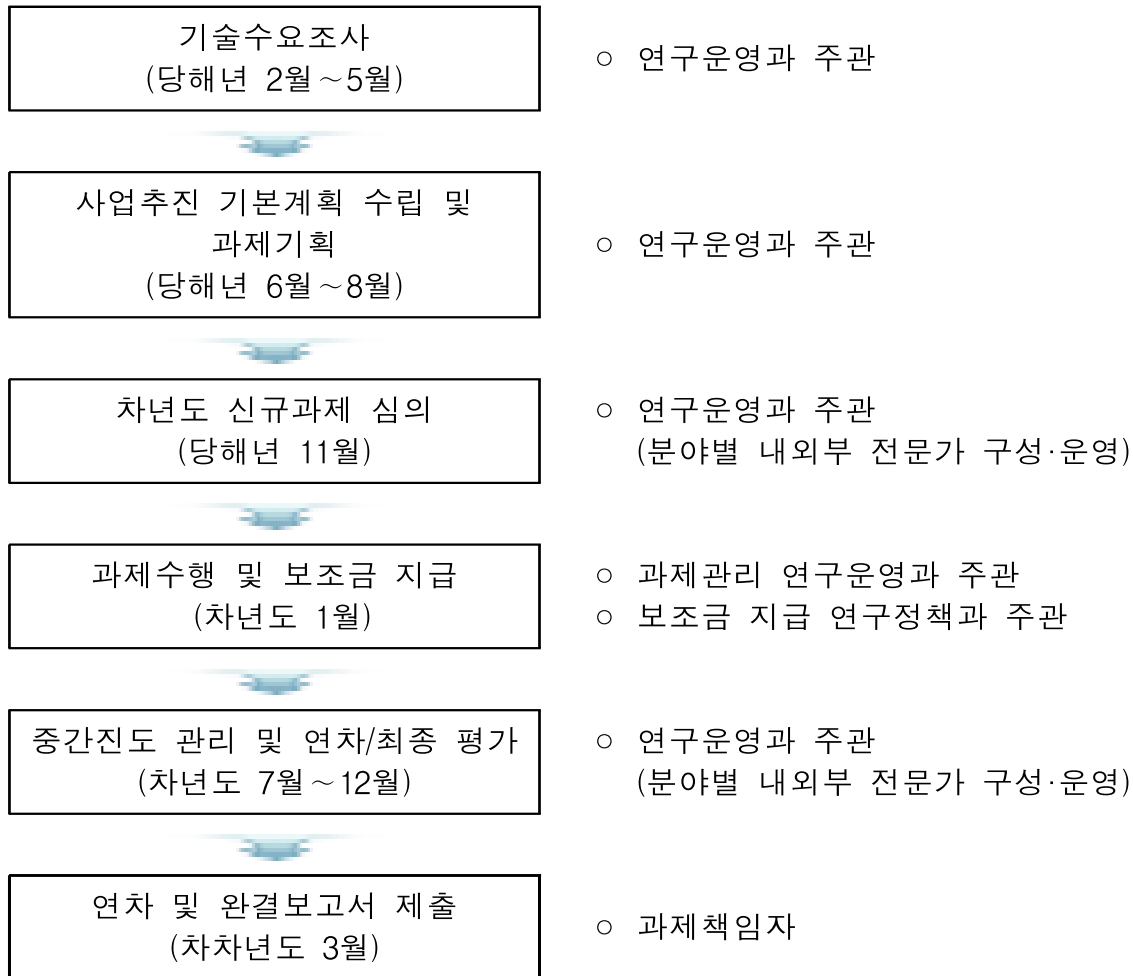 기술수요조사
(당해년 2월～5월)
○ 연구운영과 주관
사업추진 기본계획 수립 및
과제기획
(당해년 6월～8월)
○ 연구운영과 주관
차년도 신규과제 심의
(당해년 11월)
○ 연구운영과 주관
(분야별 내외부 전문가 구성·운영)
과제수행 및 보조금 지급
(차년도 1월)
○ 과제관리 연구운영과 주관
○ 보조금 지급 연구정책과 주관
중간진도 관리 및 연차/최종 평가
(차년도 7월～12월)
○ 연구운영과 주관
(분야별 내외부 전문가 구성·운영)
연차 및 완결보고서 제출
(차차년도 3월)
○ 과제책임자